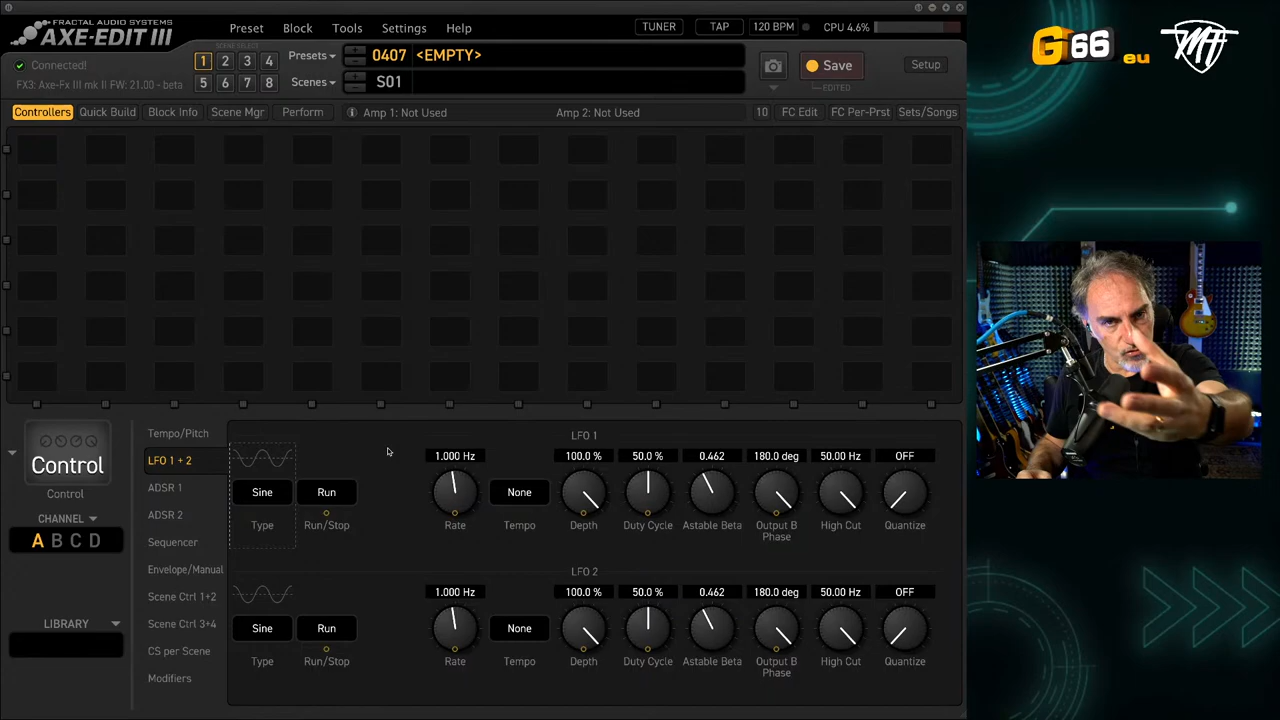 FRACTAL AUDIO SYSTEMS
AXE-EDIT III
Preset Block Tools Settings Help
TUNER TAP 120 BPM CPU 4.6%
SCENE SELECT
1 2 3 4
5 6 7 8
Presets 0407 <EMPTY>
Scenes S01
Connected!
FX3: Axe-Fx III mk II FW: 21.00 - beta
Save
EDITED
Setup
Controllers Quick Build Block Info Scene Mgr Perform Amp 1: Not Used Amp 2: Not Used 10 FC Edit FC Per-Prst Sets/Songs
Control
Control
CHANNEL
A B C D
LIBRARY
Tempo/Pitch
LFO 1 + 2
ADSR 1
ADSR 2
Sequencer
Envelope/Manual
Scene Ctrl 1+2
Scene Ctrl 3+4
CS per Scene
Modifiers
LFO 1
1.000 Hz 100.0 % 50.0 % 0.462 180.0 deg 50.00 Hz OFF
Sine Run None
Type Run/Stop Rate Tempo Depth Duty Cycle Astable Beta Output B Phase High Cut Quantize
LFO 2
1.000 Hz 100.0 % 50.0 % 0.462 180.0 deg 50.00 Hz OFF
Sine Run None
Type Run/Stop Rate Tempo Depth Duty Cycle Astable Beta Output B Phase High Cut Quantize
G66
eu